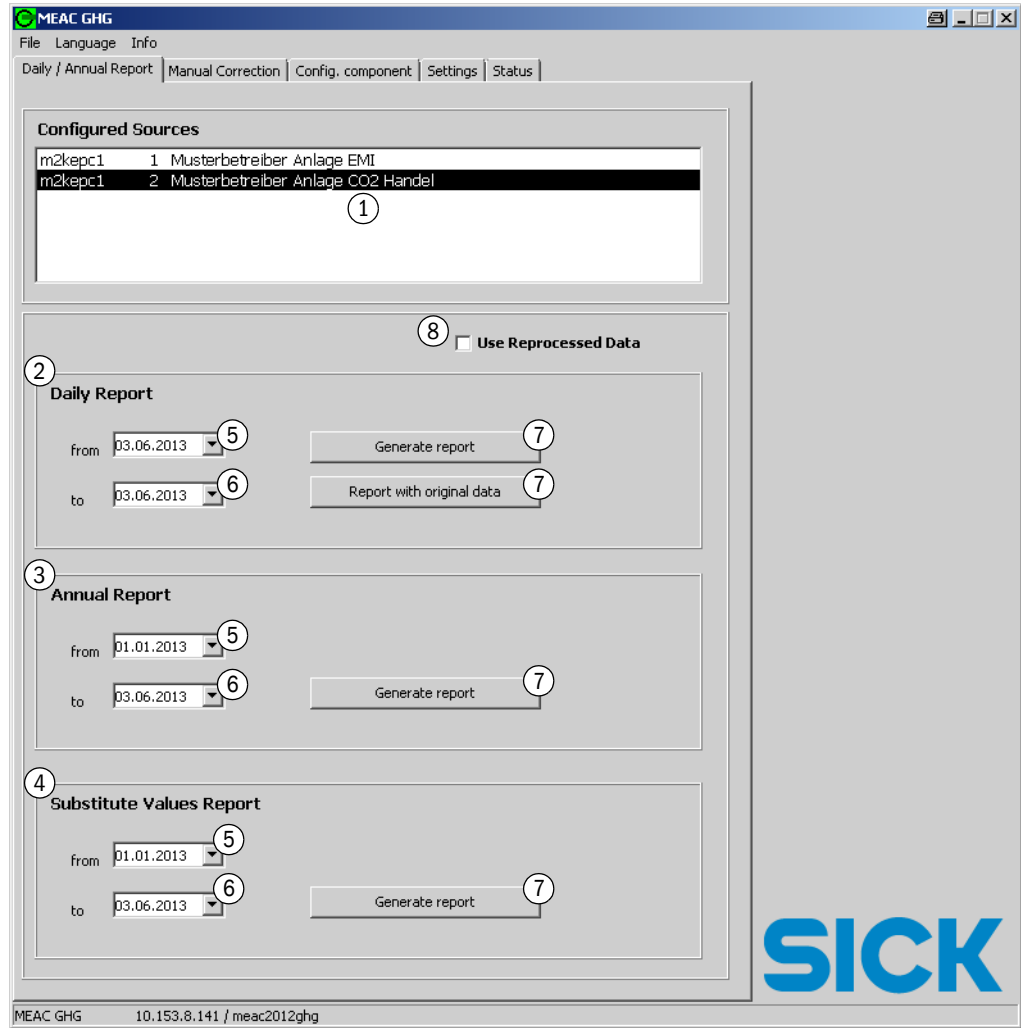 MEAC GHG
File Language Info
Daily / Annual Report Manual Correction Config. component Settings Status
Configured Sources
m2kepc1 1 Musterbetreiber Anlage EMI
m2kepc1 2 Musterbetreiber Anlage CO2 Handel
1
8 Use Reprocessed Data
2
Daily Report
from 03.06.2013 5 Generate report 7
to 03.06.2013 6 Report with original data 7
3
Annual Report
from 01.01.2013 5
to 03.06.2013 6 Generate report 7
4
Substitute Values Report
from 01.01.2013 5
to 03.06.2013 6 Generate report 7
SICK
MEAC GHG 10.153.8.141 / meac2012ghg